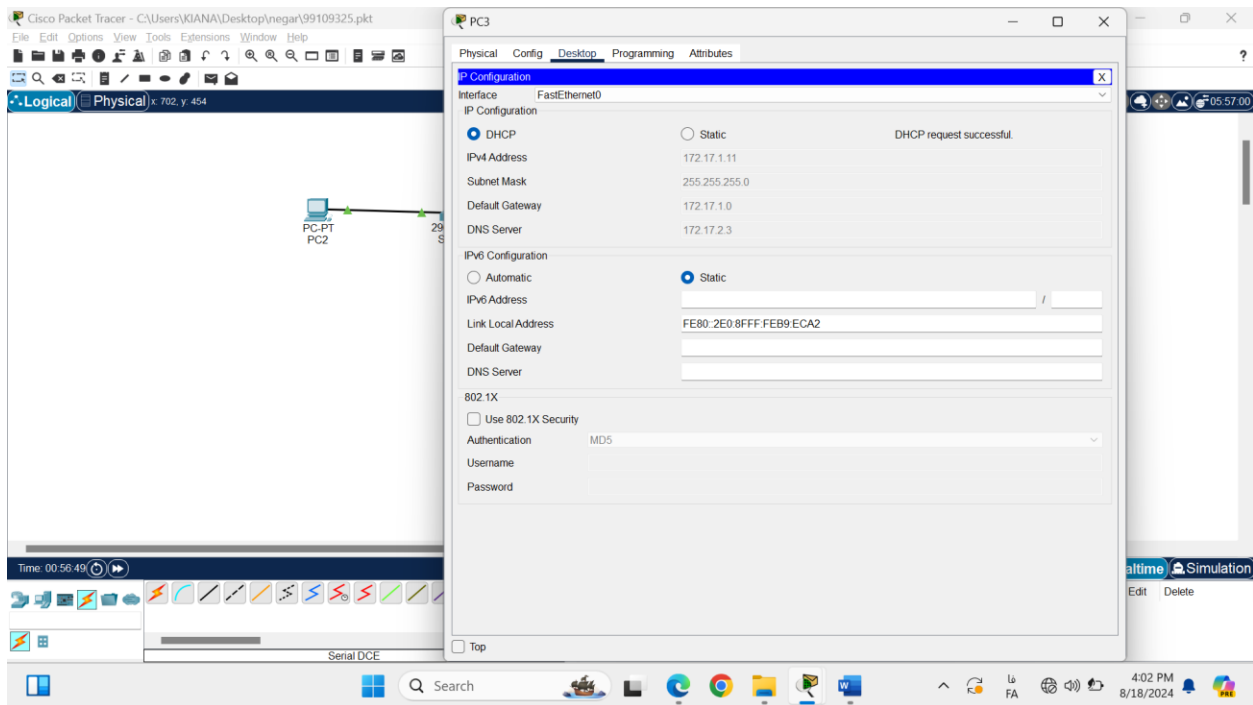 Cisco Packet Tracer - C:\Users\KIANA\Desktop\negar\99109325.pkt
File Edit Options View Tools Extensions Window Help
?
Logical
Physical x: 702, y: 454
05:57:00
PC-PT
PC2
29
S
PC3
Physical Config Desktop Programming Attributes
IP Configuration X
Interface FastEthernet0
IP Configuration
DHCP Static DHCP request successful.
IPv4 Address 172.17.1.11
Subnet Mask 255.255.255.0
Default Gateway 172.17.1.0
DNS Server 172.17.2.3
IPv6 Configuration
Automatic Static
IPv6 Address /
Link Local Address FE80::2E0:8FFF:FEB9:ECA2
Default Gateway
DNS Server
802.1X
Use 802.1X Security
Authentication MD5
Username
Password
Top
Time: 00:56:49
altime Simulation
Edit Delete
Serial DCE
Search
فا
FA
4:02 PM
8/18/2024
PRE